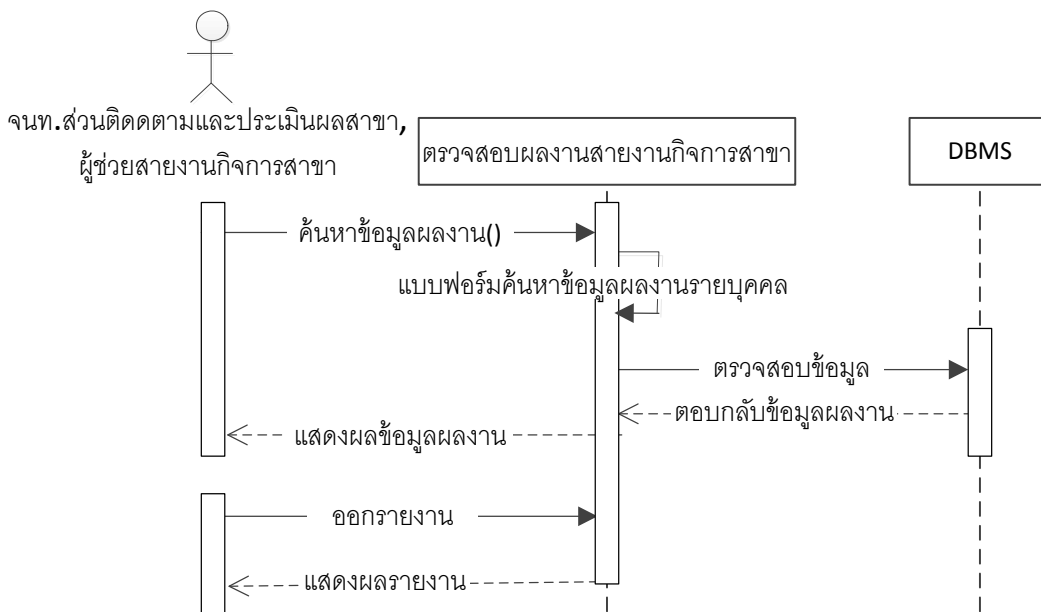 จนท.ส่วนติดดตามและประเมินผลสาขา,
ผู้ช่วยสายงานกิจการสาขา
ตรวจสอบผลงานสายงานกิจการสาขา
DBMS
ค้นหาข้อมูลผลงาน()
แบบฟอร์มค้นหาข้อมูลผลงานรายบุคคล
ตรวจสอบข้อมูล
ตอบกลับข้อมูลผลงาน
แสดงผลข้อมูลผลงาน
ออกรายงาน
แสดงผลรายงาน